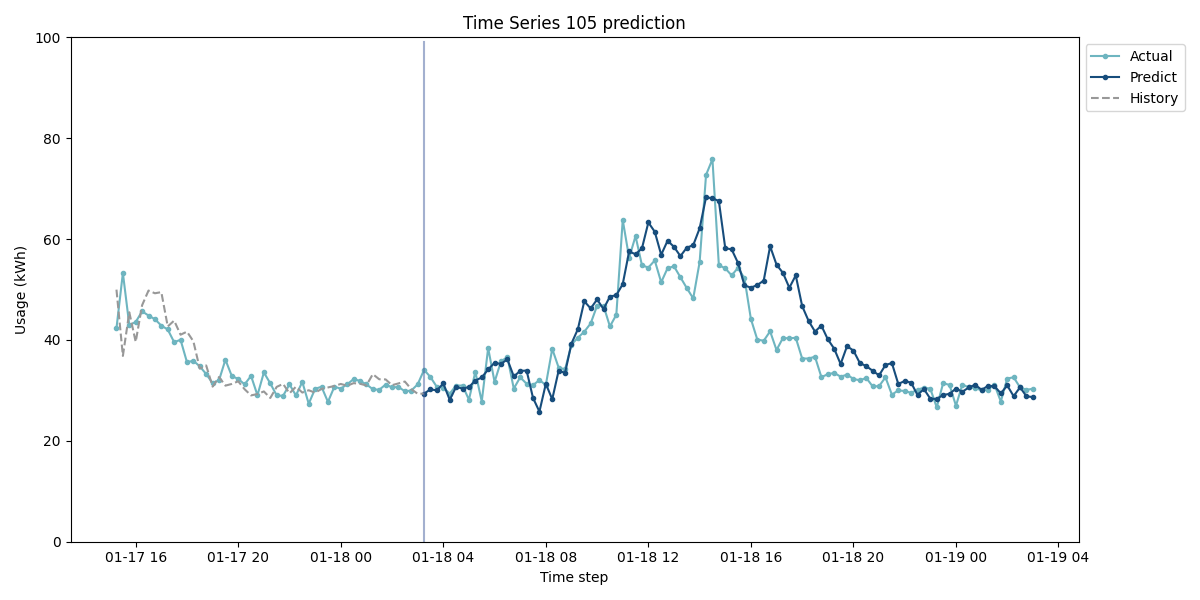 Time Series 105 prediction
100
80
60
40
20
0
Usage (kWh)
01-17 16
01-17 20
01-18 00
01-18 04
01-18 08
01-18 12
01-18 16
01-18 20
01-19 00
01-19 04
Time step
Actual
Predict
History